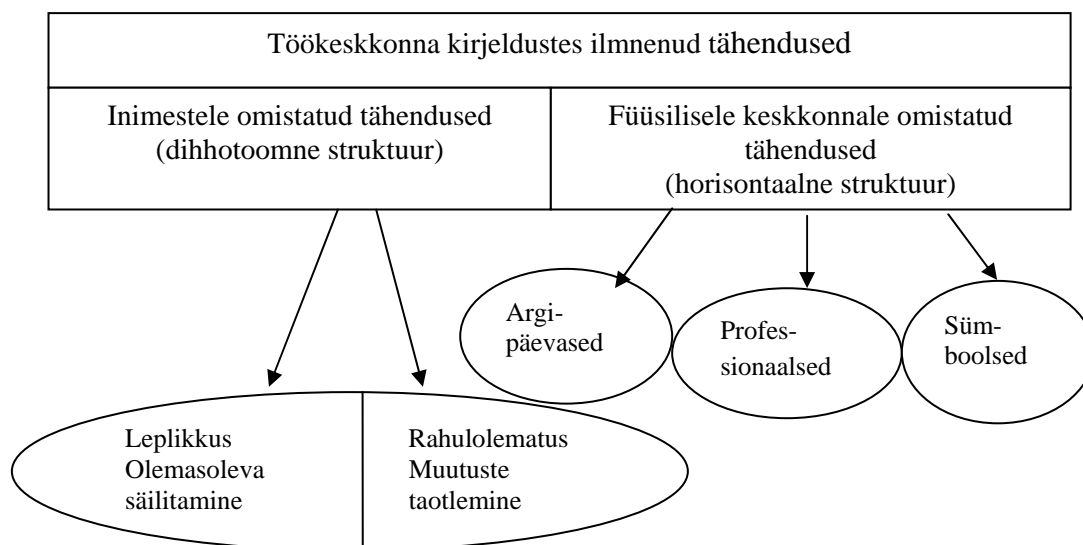 Töökeskkonna kirjeldustes ilmnenud tähendused
Inimestele omistatud tähendused
(dihhotoomne struktuur)
Füüsilisele keskkonnale omistatud
tähendused
(horisontaalne struktuur)
Argi-
päevased
Profes-
sionaalsed
Süm-
boolsed
Leplikkus
Olemasoleva
säilitamine
Rahulolematus
Muutuste
taotlemine